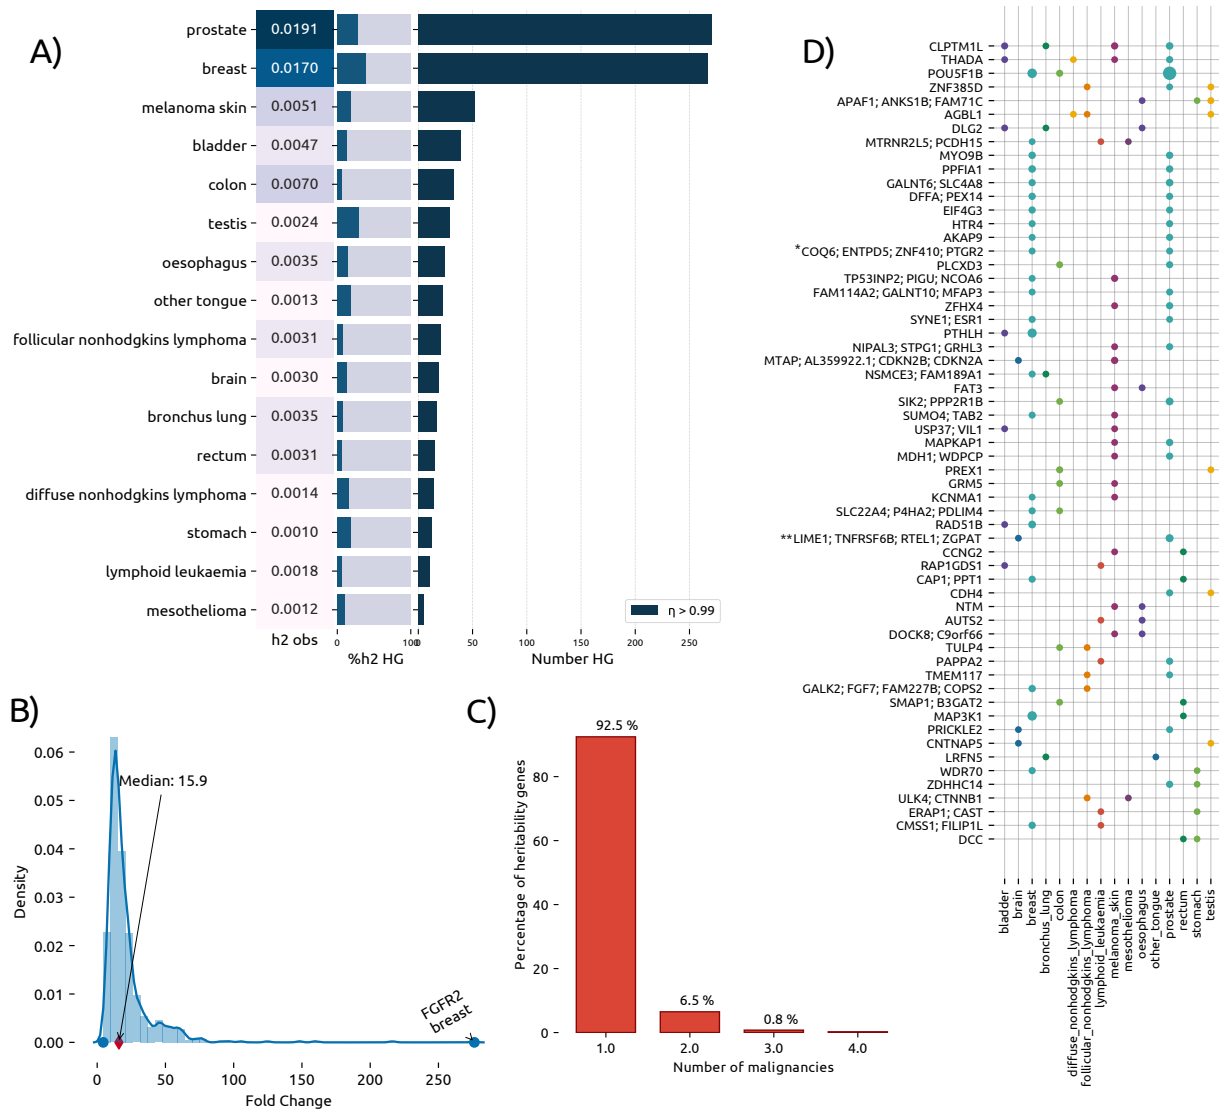 A)
prostate 0.0191
breast 0.0170
melanoma skin 0.0051
bladder 0.0047
colon 0.0070
testis 0.0024
oesophagus 0.0035
other tongue 0.0013
follicular nonhodgkins lymphoma 0.0031
brain 0.0030
bronchus lung 0.0035
rectum 0.0031
diffuse nonhodgkins lymphoma 0.0014
stomach 0.0010
lymphoid leukaemia 0.0018
mesothelioma 0.0012
η > 0.99
h2 obs
0 100
%h2 HG
0 50 100 150 200 250
Number HG
B)
Density
0.06
0.05
0.04
0.03
0.02
0.01
0.00
Median: 15.9
FGFR2
breast
0 50 100 150 200 250
Fold Change
C)
Percentage of heritability genes
80
60
40
20
0
92.5 %
6.5 %
0.8 %
1.0 2.0 3.0 4.0
Number of malignancies
D)
CLPTM1L
THADA
POU5F1B
ZNF385D
APAF1; ANKS1B; FAM71C
AGBL1
DLG2
MTRNR2L5; PCDH15
MYO9B
PPFIA1
GALNT6; SLC4A8
DFFA; PEX14
EIF4G3
HTR4
AKAP9
*COQ6; ENTPD5; ZNF410; PTGR2
PLCXD3
TP53INP2; PIGU; NCOA6
FAM114A2; GALNT10; MFAP3
ZFHX4
SYNE1; ESR1
PTHLH
NIPAL3; STPG1; GRHL3
MTAP; AL359922.1; CDKN2B; CDKN2A
NSMCE3; FAM189A1
FAT3
SIK2; PPP2R1B
SUMO4; TAB2
USP37; VIL1
MAPKAP1
MDH1; WDPCP
PREX1
GRM5
KCNMA1
SLC22A4; P4HA2; PDLIM4
RAD51B
**LIME1; TNFRSF6B; RTEL1; ZGPAT
CCNG2
RAP1GDS1
CAP1; PPT1
CDH4
NTM
AUTS2
DOCK8; C9orf66
TULP4
PAPPA2
TMEM117
GALK2; FGF7; FAM227B; COPS2
SMAP1; B3GAT2
MAP3K1
PRICKLE2
CNTNAP5
LRFN5
WDR70
ZDHHC14
ULK4; CTNNB1
ERAP1; CAST
CMSS1; FILIP1L
DCC
bladder
brain
breast
bronchus_lung
colon
diffuse_nonhodgkins_lymphoma
follicular_nonhodgkins_lymphoma
lymphoid_leukaemia
melanoma_skin
mesothelioma
oesophagus
other_tongue
prostate
rectum
stomach
testis